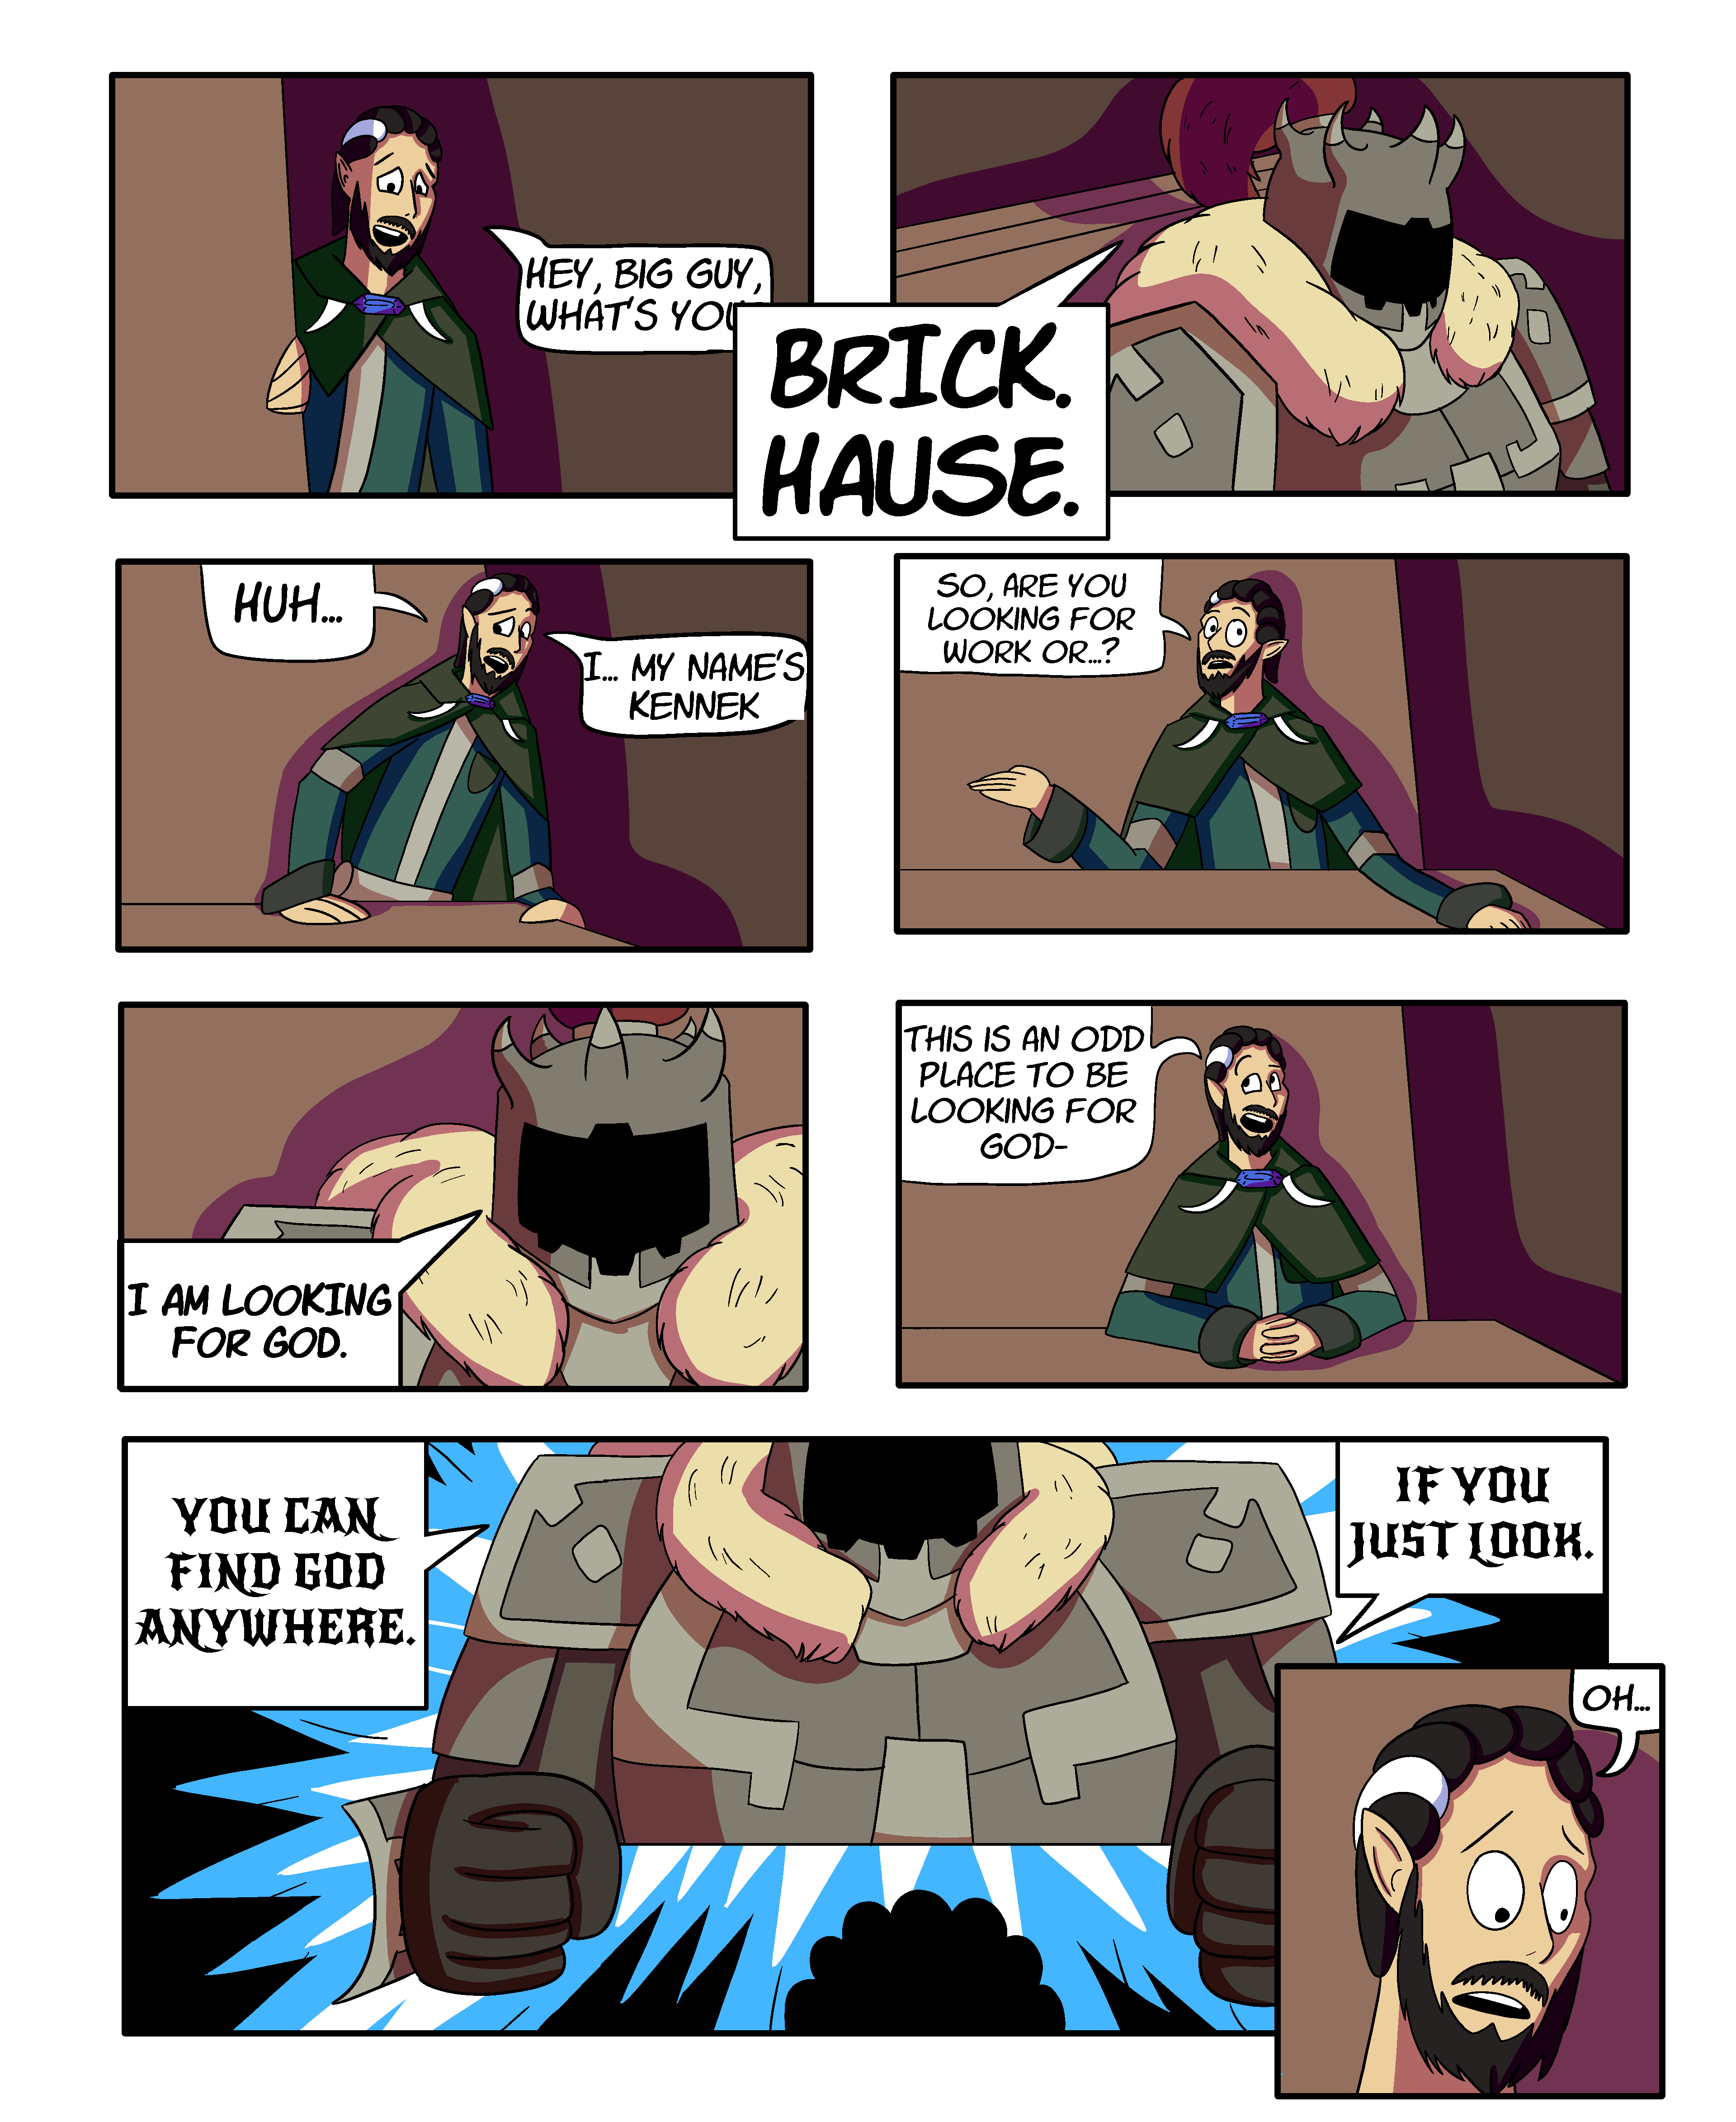 HEY, BIG GUY,
WHAT'S YOU
BRICK.
HAUSE.
HUH...
I... MY NAME'S
KENNEK
SO, ARE YOU
LOOKING FOR
WORK OR...?
I AM LOOKING
FOR GOD.
THIS IS AN ODD
PLACE TO BE
LOOKING FOR
GOD-
YOU CAN
FIND GOD
ANYWHERE.
IF YOU
JUST LOOK.
OH...